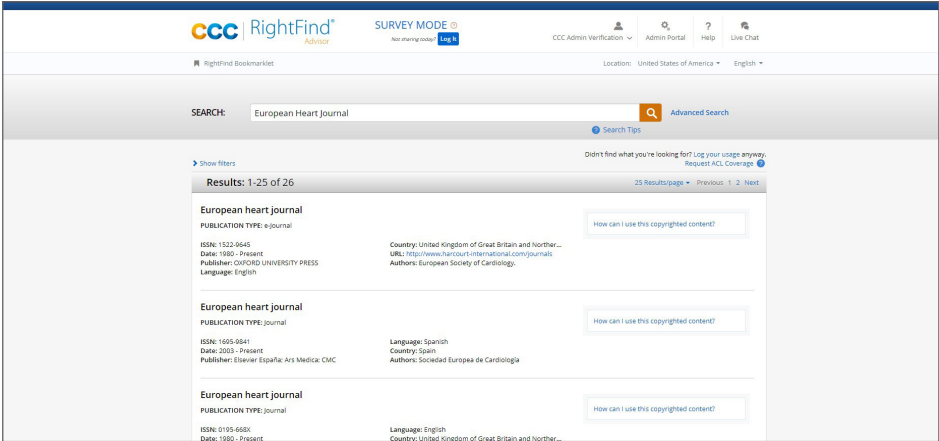 CCC RightFind®
Advisor
SURVEY MODE
Not sharing today? Log It
CCC Admin Verification
Admin Portal
Help
Live Chat
RightFind Bookmarklet
Location: United States of America
English
SEARCH:
European Heart Journal
Advanced Search
Search Tips
Didn't find what you're looking for? Log your usage anyway.
Show filters
Request ACL Coverage
Results: 1-25 of 26
25 Results/page Previous 1 2 Next
European heart journal
PUBLICATION TYPE: e-Journal
How can I use this copyrighted content?
ISSN: 1522-9645
Date: 1980 - Present
Publisher: OXFORD UNIVERSITY PRESS
Language: English
Country: United Kingdom of Great Britain and Norther...
URL: http://www.harcourt-international.com/journals
Authors: European Society of Cardiology.
European heart journal
PUBLICATION TYPE: Journal
How can I use this copyrighted content?
ISSN: 1695-9841
Date: 2003 - Present
Publisher: Elsevier España; Ars Medica; CMC
Language: Spanish
Country: Spain
Authors: Sociedad Europea de Cardiología
European heart journal
PUBLICATION TYPE: Journal
How can I use this copyrighted content?
ISSN: 0195-668X
Date: 1980 - Present
Language: English
Country: United Kingdom of Great Britain and Norther...